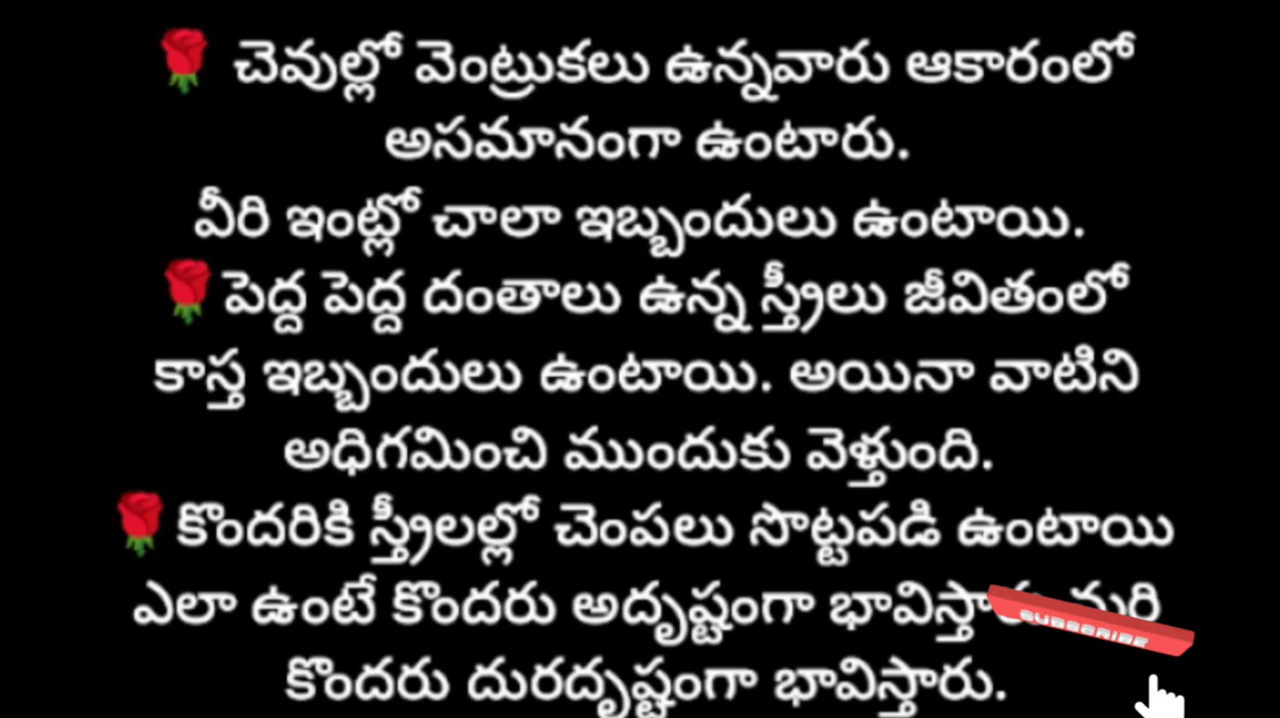 🌹 చెవుల్లో వెంట్రుకలు ఉన్నవారు ఆకారంలో
అసమానంగా ఉంటారు.
వీరి ఇంట్లో చాలా ఇబ్బందులు ఉంటాయి.
🌹పెద్ద పెద్ద దంతాలు ఉన్న స్త్రీలు జీవితంలో
కాస్త ఇబ్బందులు ఉంటాయి. అయినా వాటిని
అధిగమించి ముందుకు వెళ్తుంది.
🌹కొందరికి స్త్రీలల్లో చెంపలు సొట్టపడి ఉంటాయి
ఎలా ఉంటే కొందరు అదృష్టంగా మరి
SUBSCRIBE
కొందరు దురదృష్టంగా భావిస్తారు.